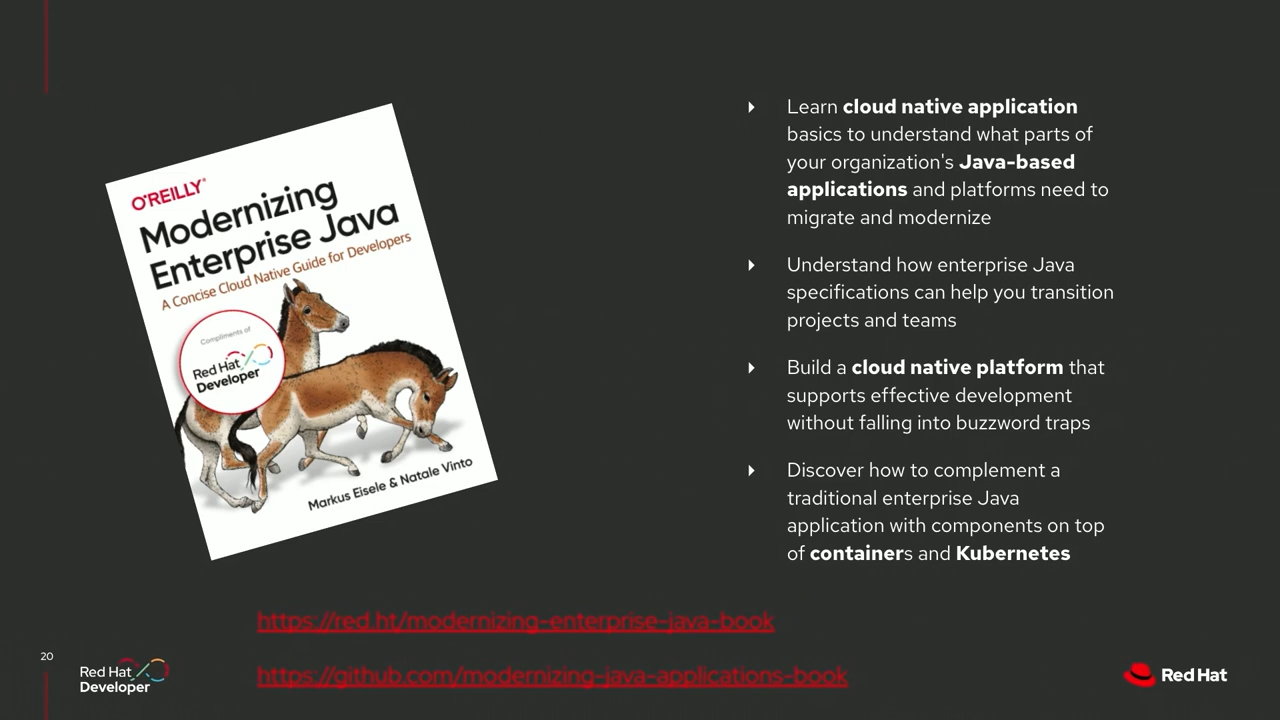 O'REILLY®
Modernizing
Enterprise Java
A Concise Cloud Native Guide for Developers
Compliments of
Red Hat
Developer
Markus Eisele & Natale Vinto
Learn cloud native application
basics to understand what parts of
your organization's Java-based
applications and platforms need to
migrate and modernize
Understand how enterprise Java
specifications can help you transition
projects and teams
Build a cloud native platform that
supports effective development
without falling into buzzword traps
Discover how to complement a
traditional enterprise Java
application with components on top
of containers and Kubernetes
https://red.ht/modernizing-enterprise-java-book
https://github.com/modernizing-java-applications-book
20
Red Hat
Developer
Red Hat